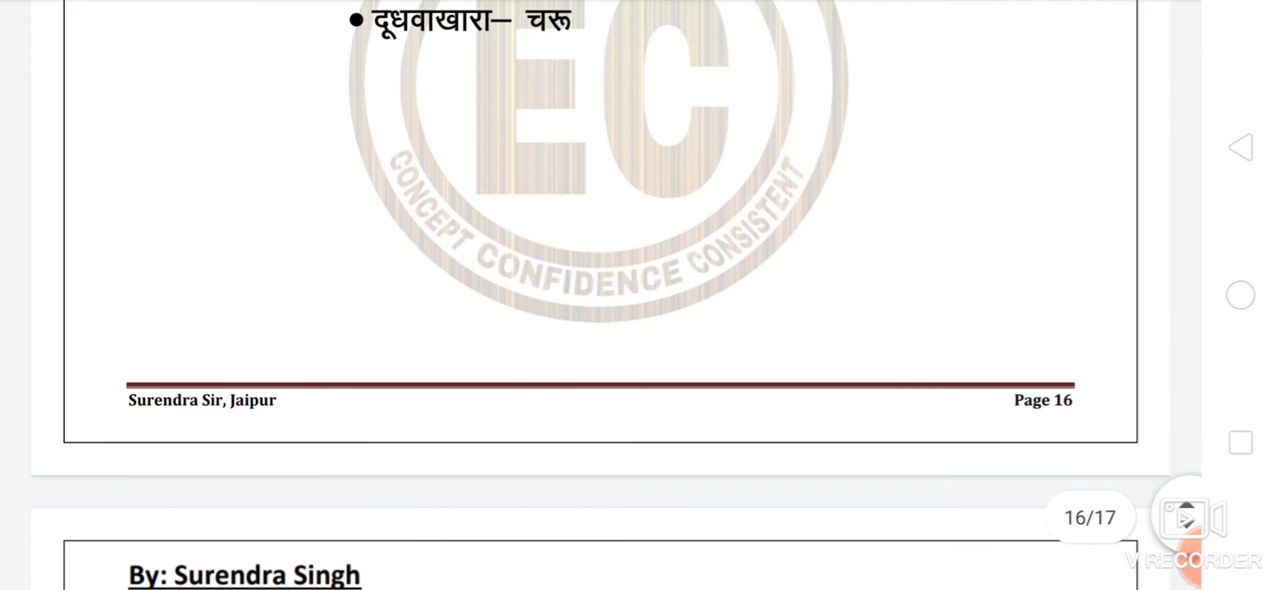 • दूधवाखारा– चरू
EC
CONCEPT CONFIDENCE CONSISTENT
Surendra Sir, Jaipur
Page 16
16/17
V RECORDER
By: Surendra Singh